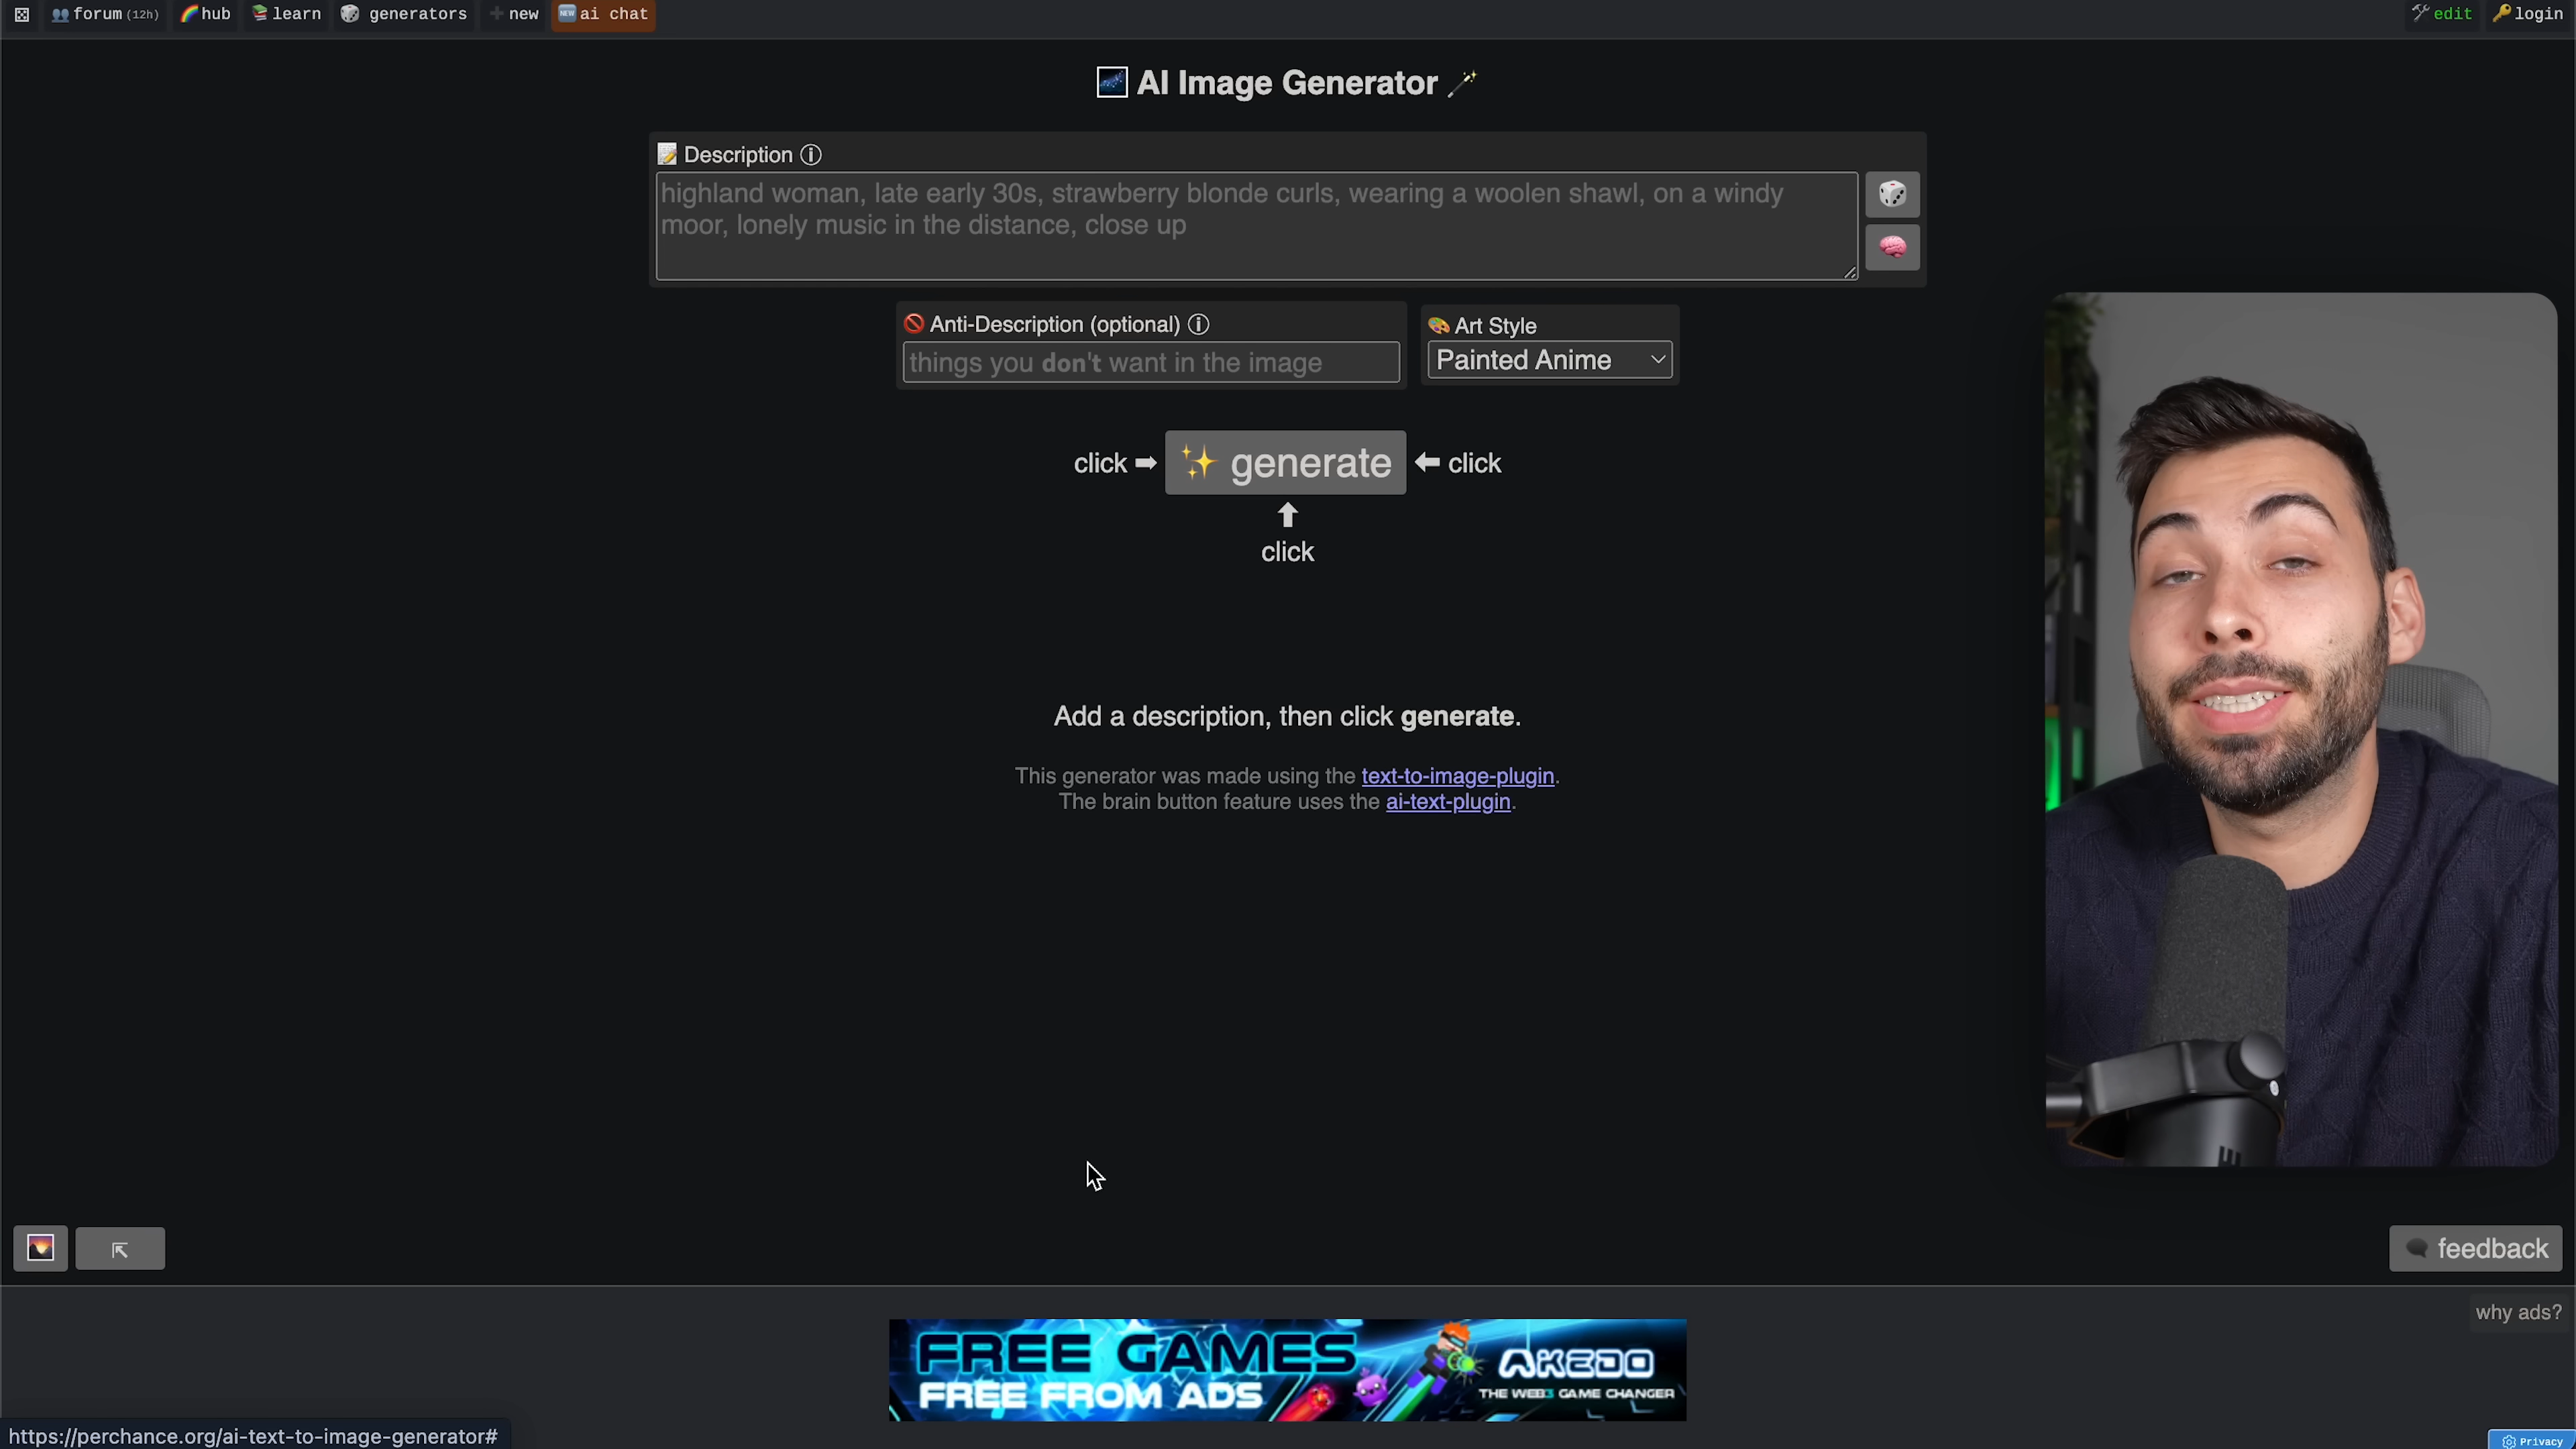 forum (12h) hub learn generators + new NEW ai chat edit login
AI Image Generator
Description
highland woman, late early 30s, strawberry blonde curls, wearing a woolen shawl, on a windy
moor, lonely music in the distance, close up
Anti-Description (optional)
things you don't want in the image
Art Style
Painted Anime
click ➡ generate ⬅ click
⬆
click
Add a description, then click generate.
This generator was made using the text-to-image-plugin.
The brain button feature uses the ai-text-plugin.
feedback
why ads?
FREE GAMES
FREE FROM ADS
AKEDO
THE WEB3 GAME CHANGER
https://perchance.org/ai-text-to-image-generator#
Privacy